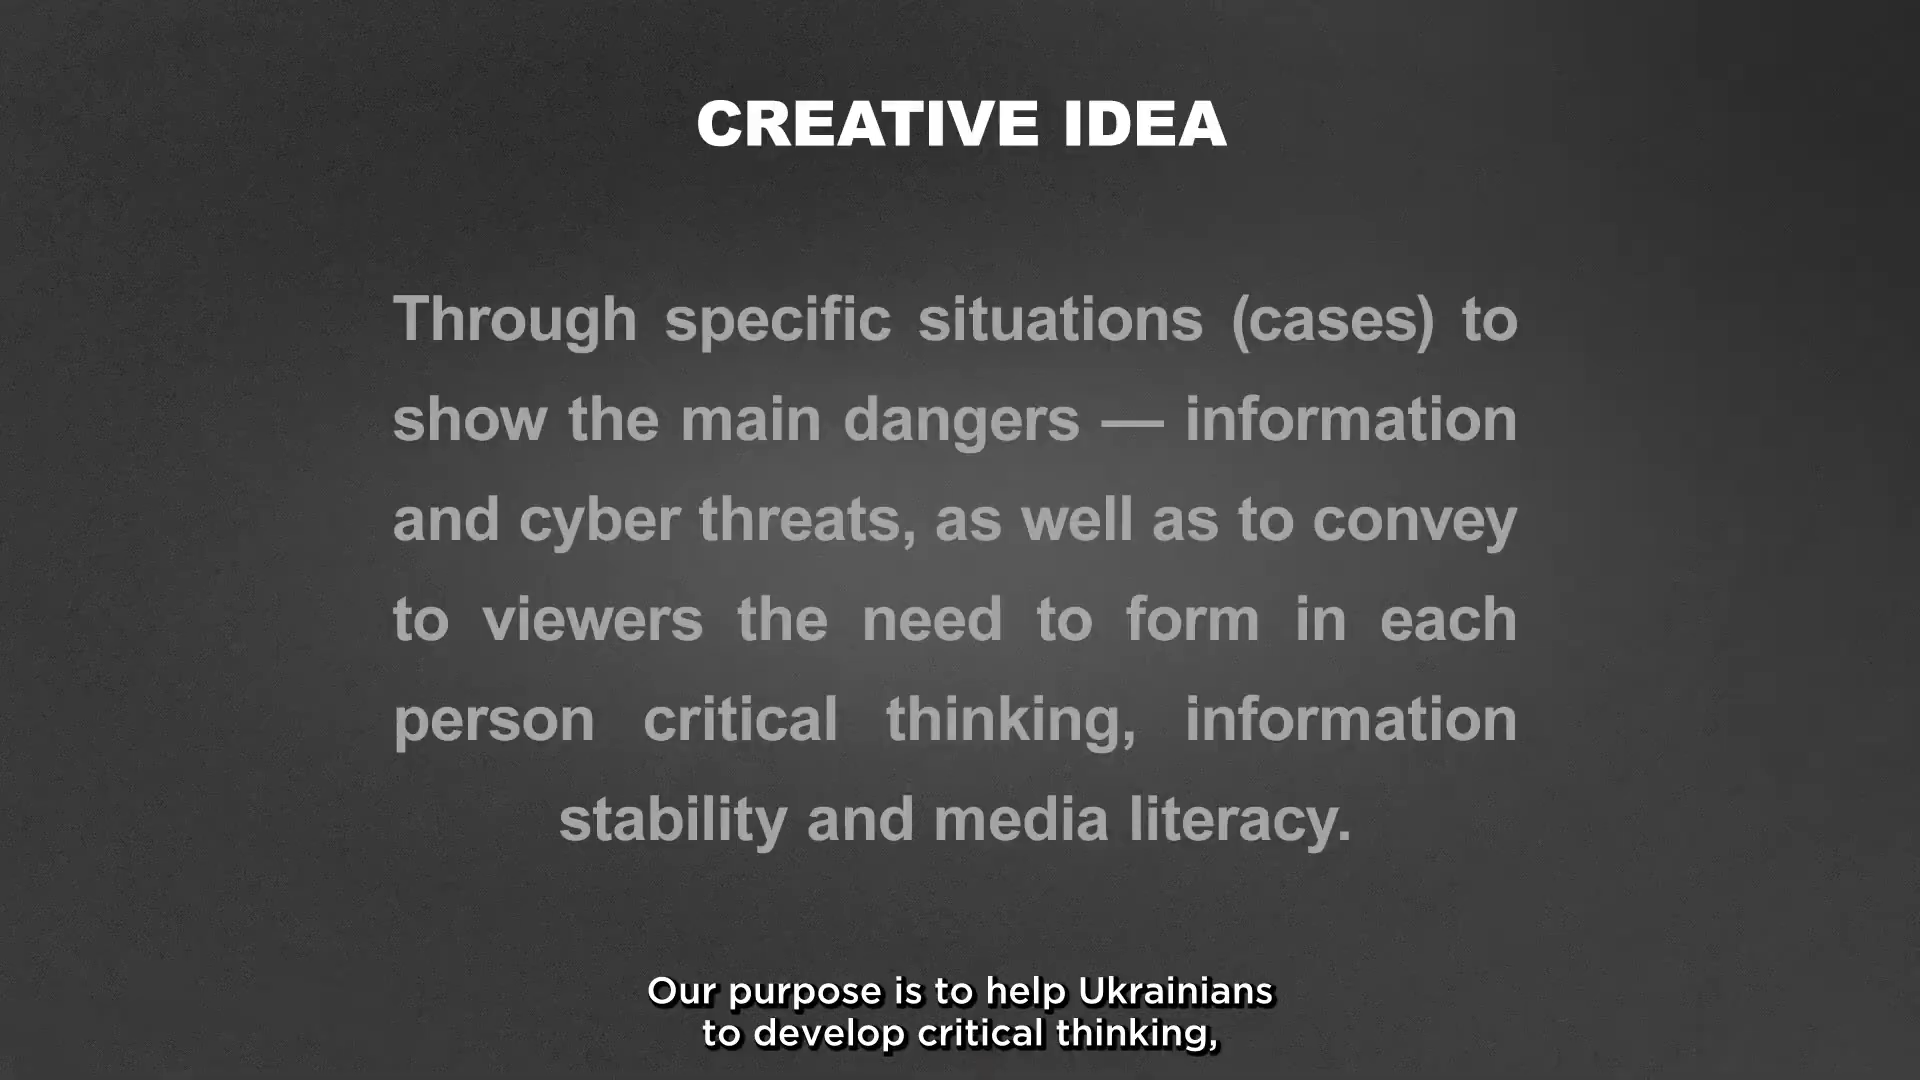 CREATIVE IDEA
Through specific situations (cases) to
show the main dangers — information
and cyber threats, as well as to convey
to viewers the need to form in each
person critical thinking, information
stability and media literacy.
Our purpose is to help Ukrainians
to develop critical thinking,